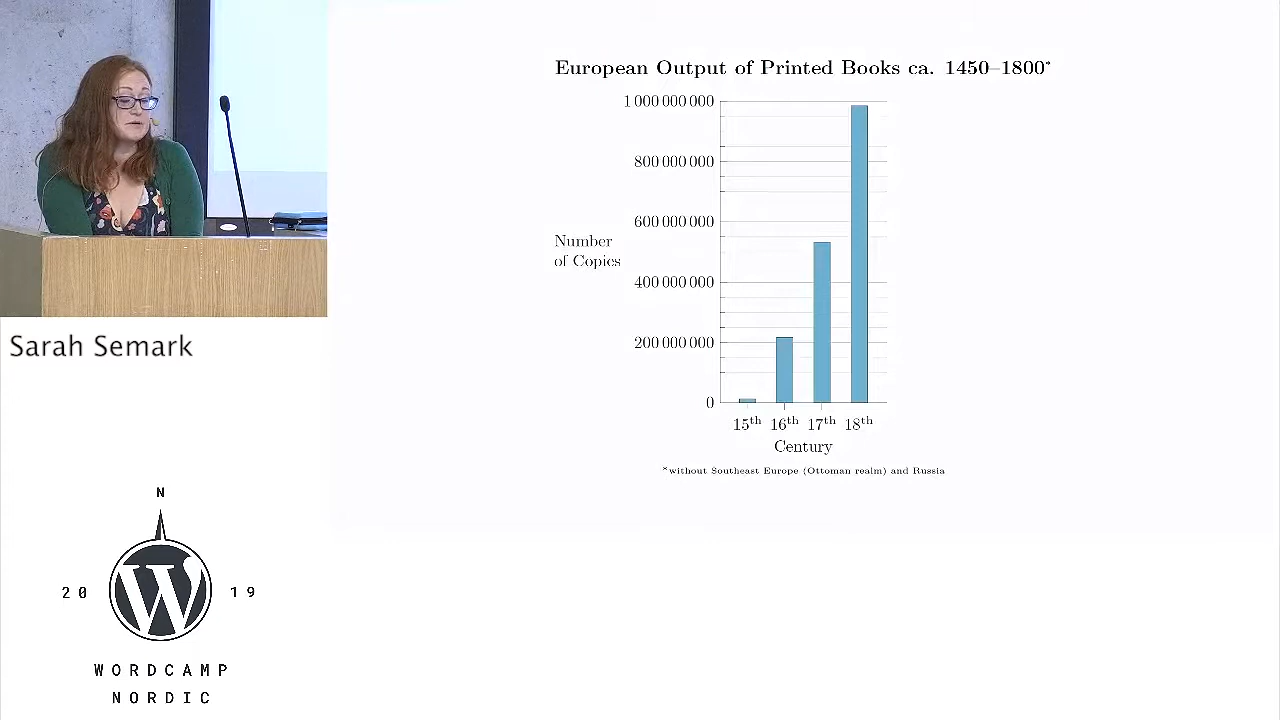 European Output of Printed Books ca. 1450–1800*
1 000 000 000
800 000 000
600 000 000
Number
of Copies
400 000 000
200 000 000
0
15th 16th 17th 18th
Century
*without Southeast Europe (Ottoman realm) and Russia
Sarah Semark
N
20 19
W
WORDCAMP
NORDIC